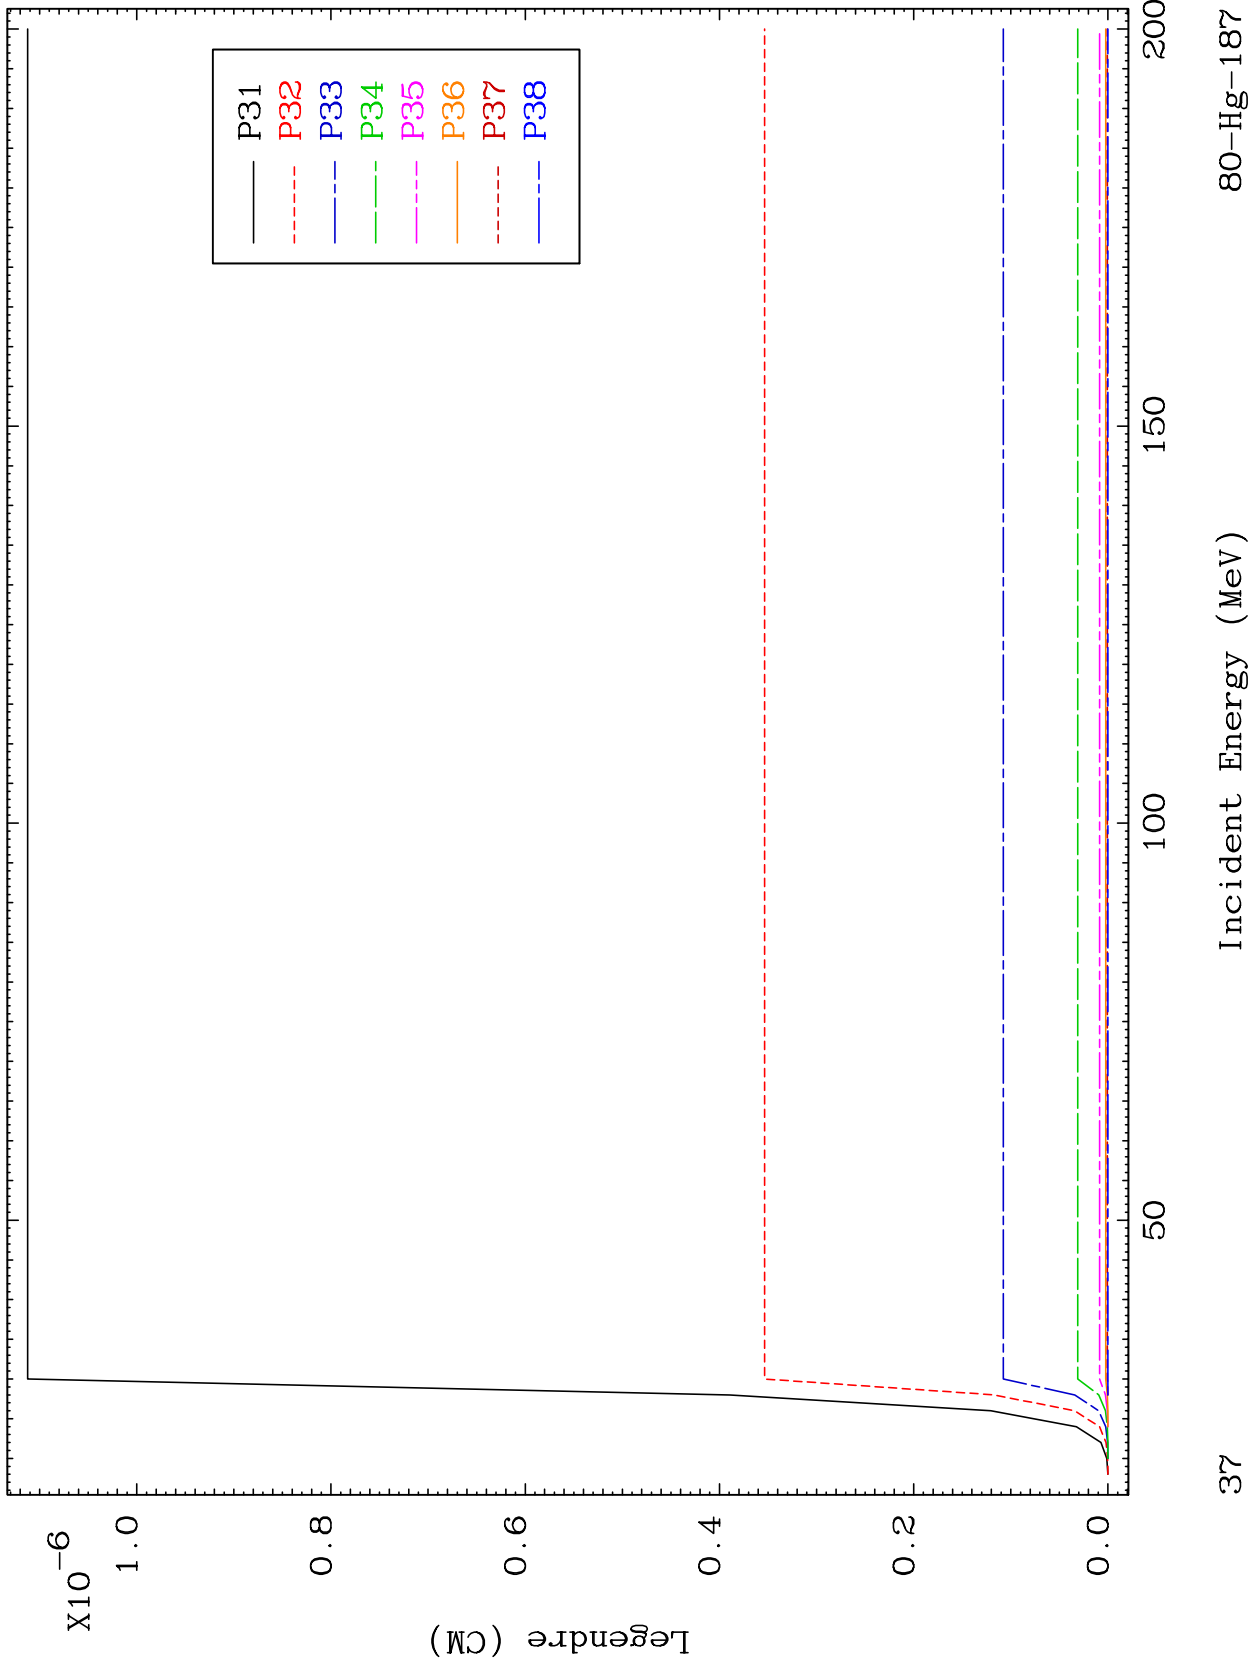 X10-6
1.0
0.8
0.6
0.4
0.2
0.0
Legendre (CM)
P31
P32
P33
P34
P35
P36
P37
P38
50
100
150
200
37
Incident Energy (MeV)
80-Hg-187